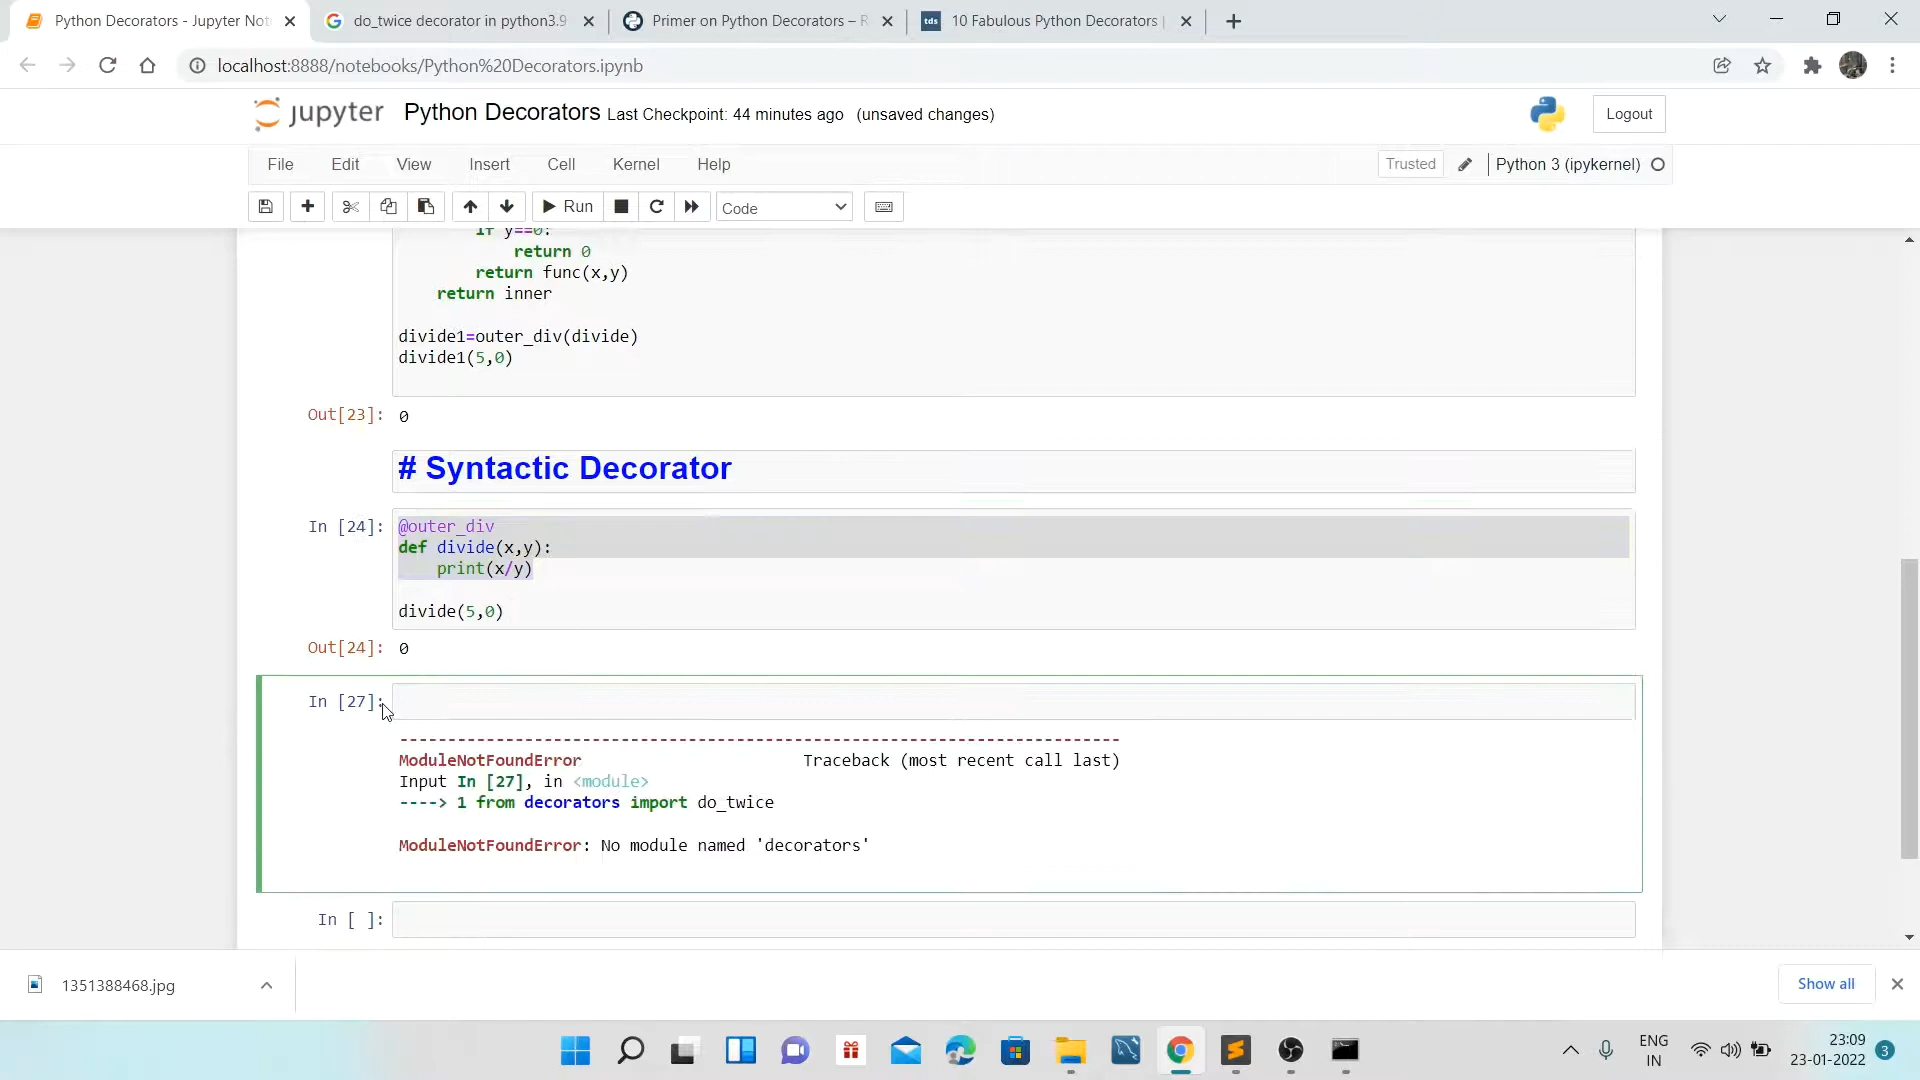 Python Decorators - Jupyter Not
do_twice decorator in python3.9
Primer on Python Decorators – R
tds 10 Fabulous Python Decorators |
localhost:8888/notebooks/Python%20Decorators.ipynb
jupyter Python Decorators Last Checkpoint: 44 minutes ago (unsaved changes)
Logout
File Edit View Insert Cell Kernel Help
Trusted Python 3 (ipykernel)
Run Code
if y==0:
return 0
return func(x,y)
return inner
divide1=outer_div(divide)
divide1(5,0)
Out[23]: 0
# Syntactic Decorator
In [24]: @outer_div
def divide(x,y):
print(x/y)
divide(5,0)
Out[24]: 0
In [27]:
---------------------------------------------------------------------------
ModuleNotFoundError Traceback (most recent call last)
Input In [27], in <module>
----> 1 from decorators import do_twice
ModuleNotFoundError: No module named 'decorators'
In [ ]:
1351388468.jpg
Show all
ENG
IN
23:09
23-01-2022
3